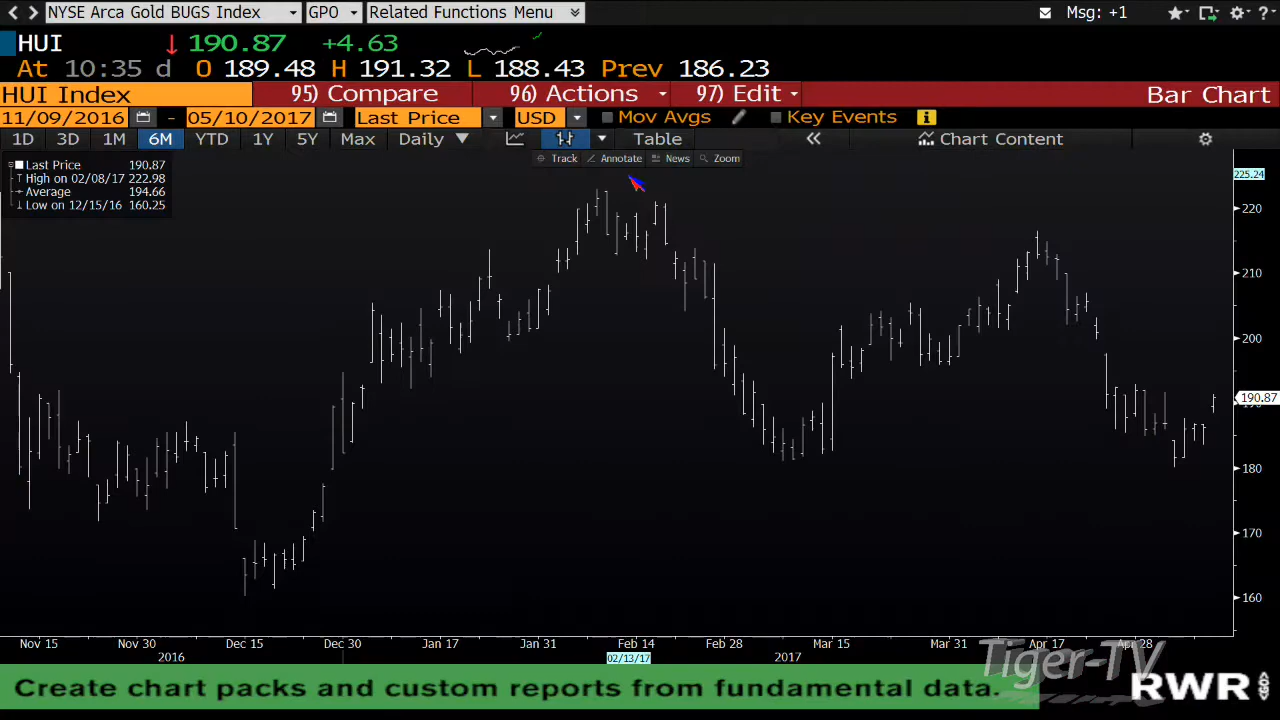 NYSE Arca Gold BUGS Index GPO Related Functions Menu Msg: +1 ?
HUI 190.87 +4.63
At 10:35 d O 189.48 H 191.32 L 188.43 Prev 186.23
HUI Index 95) Compare 96) Actions 97) Edit Bar Chart
11/09/2016 - 05/10/2017 Last Price USD Mov Avgs Key Events i
1D 3D 1M 6M YTD 1Y 5Y Max Daily Table Chart Content
Track Annotate News Zoom
Last Price 190.87
High on 02/08/17 222.98
Average 194.66
Low on 12/15/16 160.25
225.24
220
210
200
190.87
180
170
160
Nov 15 Nov 30 Dec 15 Dec 30 Jan 17 Jan 31 Feb 14 Feb 28 Mar 15 Mar 31 Apr 17 Apr 28
2016 02/13/17 2017
Tiger-TV
Create chart packs and custom reports from fundamental data.
RWR GO